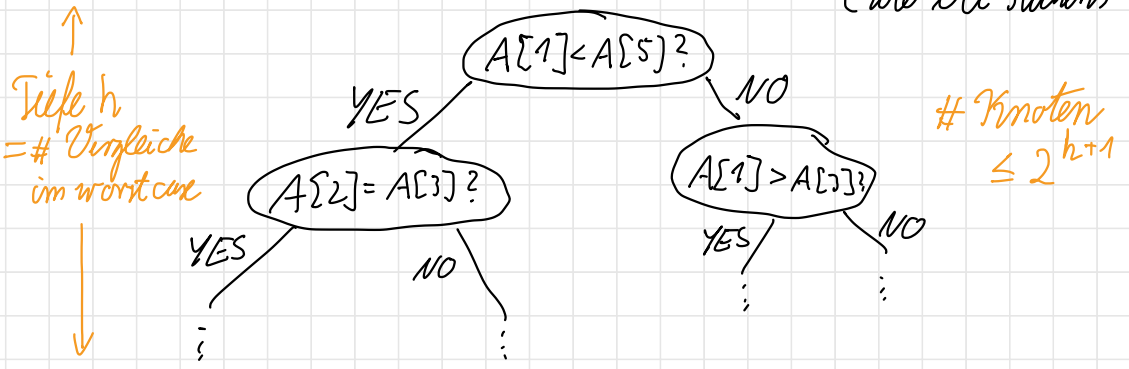 A[1]<A[5]?
YES
NO
Tiefe h
= # Vergleiche
im worst case
# Knoten
≤ 2^{h+1}
A[2]=A[3]?
A[1]>A[3]?
YES
NO
YES
NO